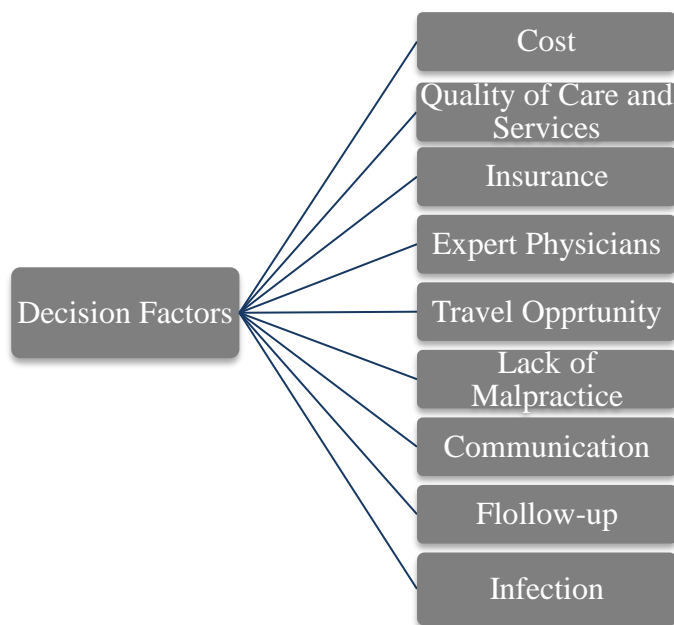 Cost
Quality of Care and
Services
Insurance
Expert Physicians
Decision Factors
Travel Opprtunity
Lack of
Malpractice
Communication
Flollow-up
Infection